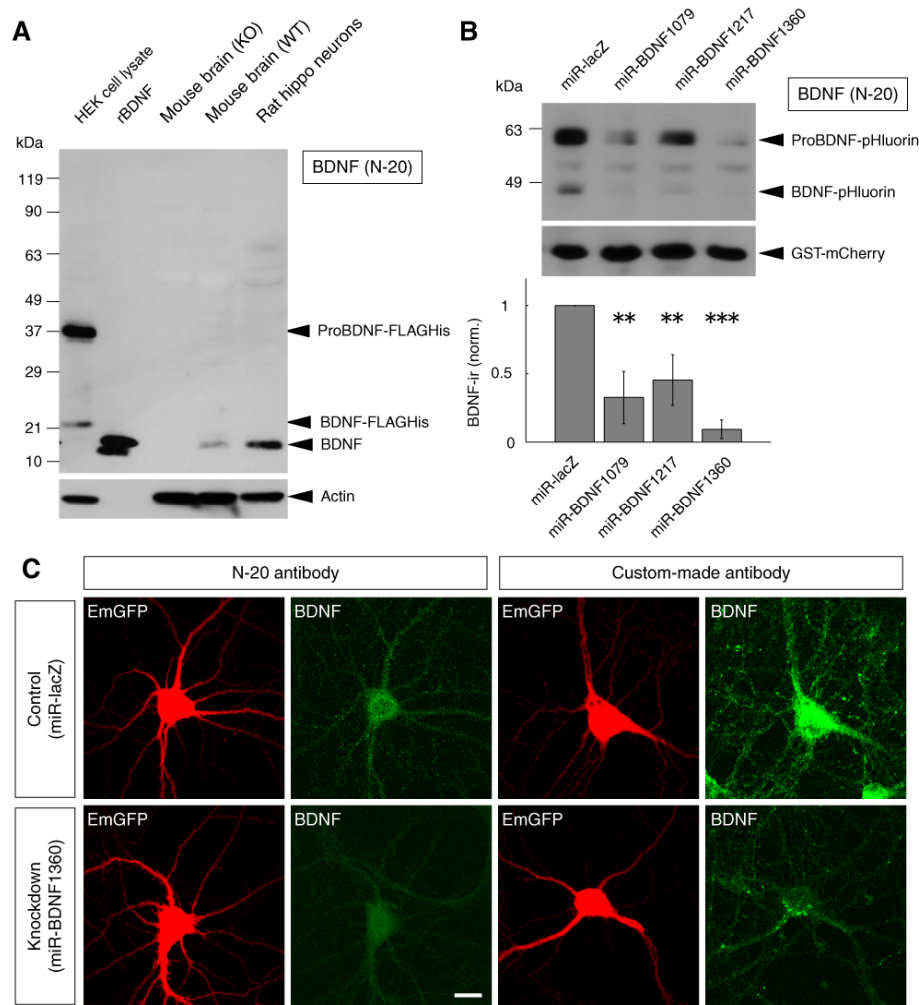 A
HEK cell lysate
rBDNF
Mouse brain (KO)
Mouse brain (WT)
Rat hippo neurons
kDa
BDNF (N-20)
119
90
63
49
37
29
21
10
ProBDNF-FLAGHis
BDNF-FLAGHis
BDNF
Actin
B
miR-lacZ
miR-BDNF1079
miR-BDNF1217
miR-BDNF1360
kDa
BDNF (N-20)
63
49
ProBDNF-pHluorin
BDNF-pHluorin
GST-mCherry
BDNF-ir (norm.)
1
0.5
0
** ** ***
miR-lacZ
miR-BDNF1079
miR-BDNF1217
miR-BDNF1360
C
N-20 antibody
Custom-made antibody
Control
(miR-lacZ)
EmGFP
BDNF
EmGFP
BDNF
Knockdown
(miR-BDNF1360)
EmGFP
BDNF
EmGFP
BDNF